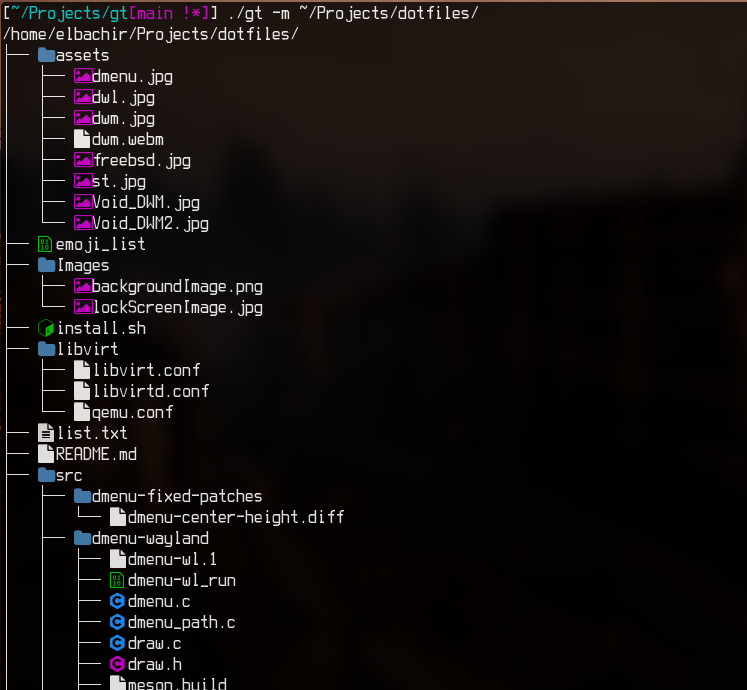 [~/Projects/gt[main !*]] ./gt -m ~/Projects/dotfiles/
/home/elbachir/Projects/dotfiles/
assets
dmenu.jpg
dwl.jpg
dwm.jpg
dwm.webm
freebsd.jpg
st.jpg
Void_DWM.jpg
Void_DWM2.jpg
emoji_list
Images
backgroundImage.png
lockScreenImage.jpg
install.sh
libvirt
libvirt.conf
libvirtd.conf
qemu.conf
list.txt
README.md
src
dmenu-fixed-patches
dmenu-center-height.diff
dmenu-wayland
dmenu-wl.1
dmenu-wl_run
dmenu.c
dmenu_path.c
draw.c
draw.h
meson.build